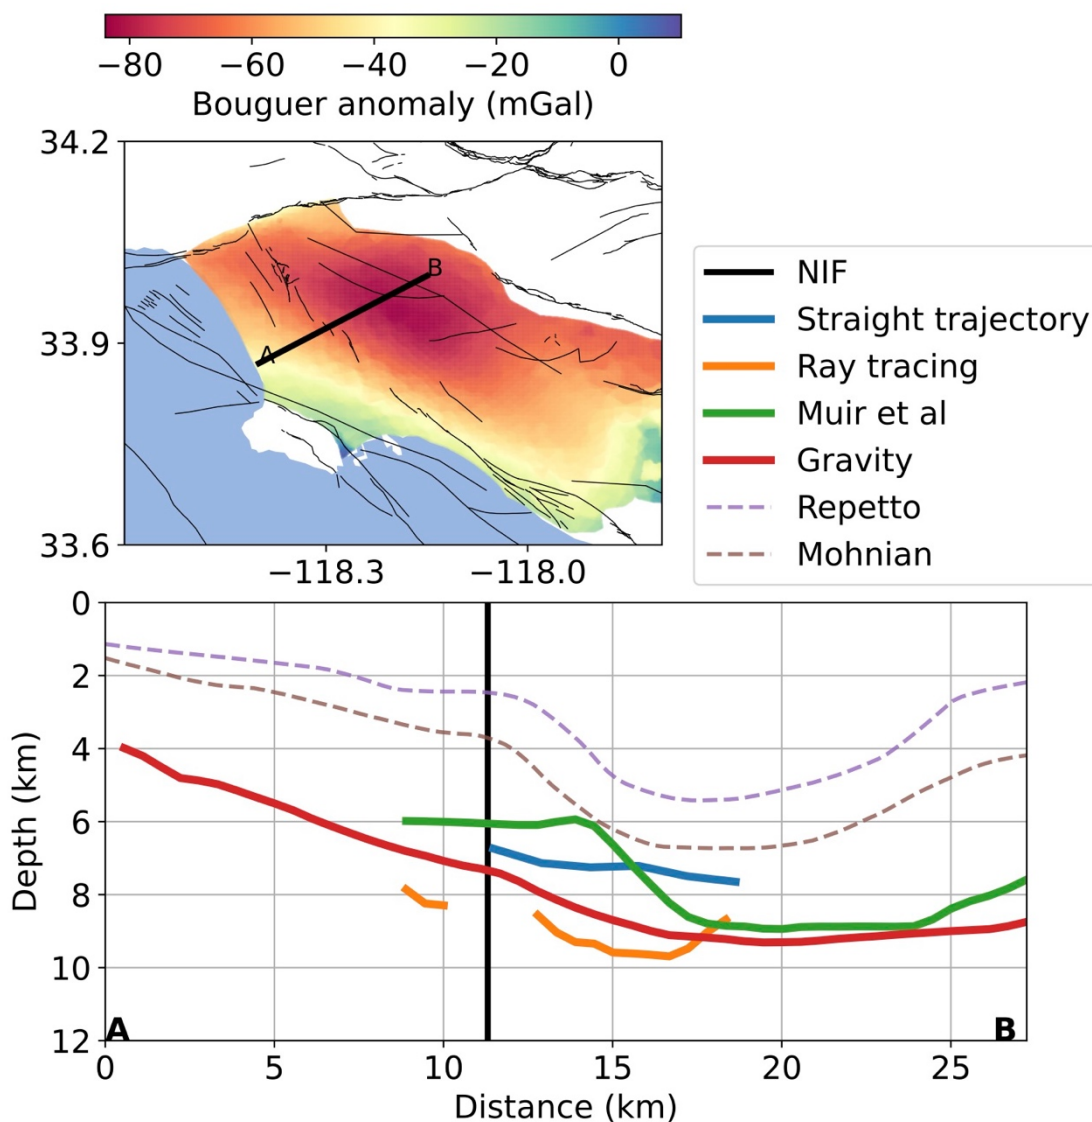 −80 −60 −40 −20 0
Bouguer anomaly (mGal)
34.2
33.9
33.6
B
A
−118.3 −118.0
NIF
Straight trajectory
Ray tracing
Muir et al
Gravity
Repetto
Mohnian
0
2
4
6
8
10
12
Depth (km)
A B
0 5 10 15 20 25
Distance (km)